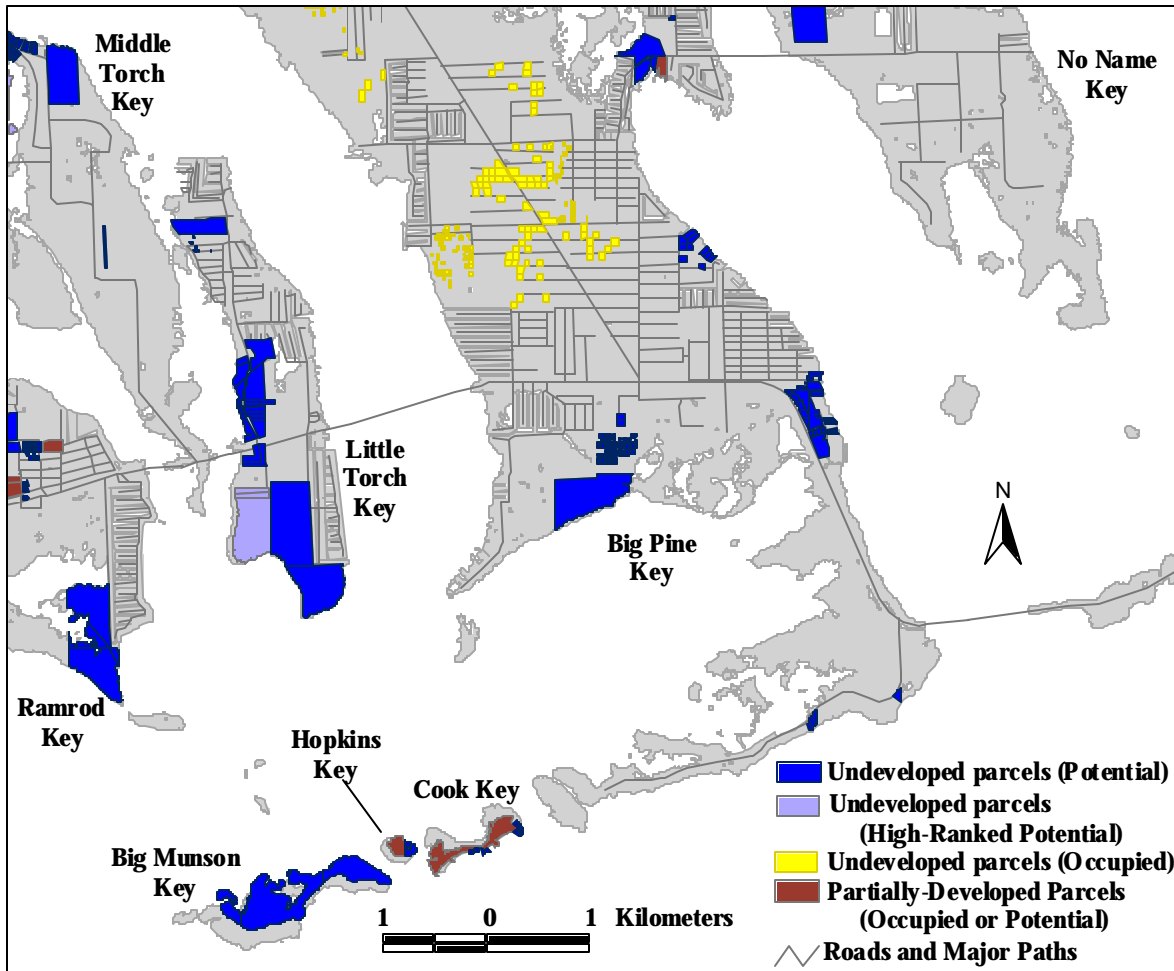 Middle
Torch
Key
No Name
Key
Little
Torch
Key
Big Pine
Key
N
Ramrod
Key
Hopkins
Key
Cook Key
Big Munson
Key
1 0 1 Kilometers
Undeveloped parcels (Potential)
Undeveloped parcels
(High-Ranked Potential)
Undeveloped parcels (Occupied)
Partially-Developed Parcels
(Occupied or Potential)
Roads and Major Paths